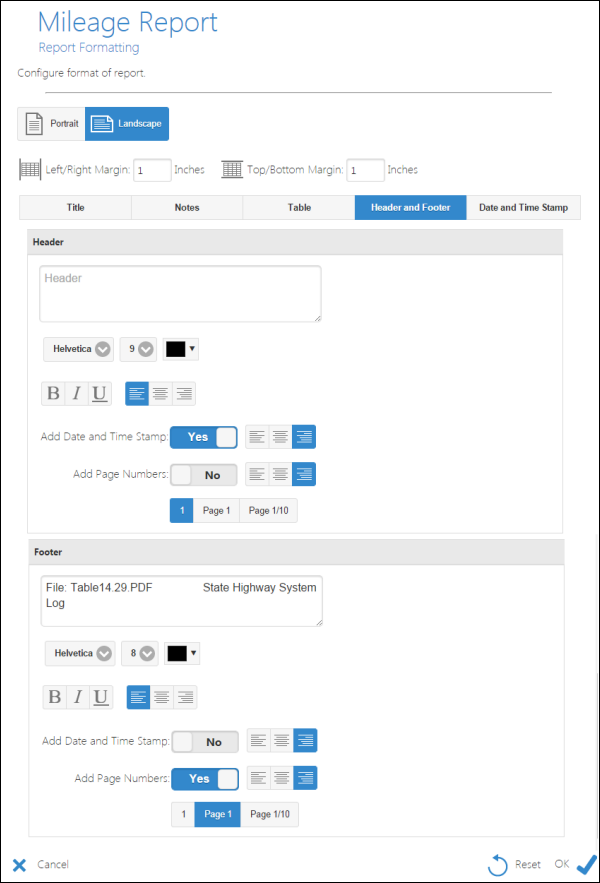 Mileage Report
Report Formatting
Configure format of report.
Portrait Landscape
Left/Right Margin: 1 Inches Top/Bottom Margin: 1 Inches
Title Notes Table Header and Footer Date and Time Stamp
Header
Header
Helvetica 9
B I U
Add Date and Time Stamp: Yes
Add Page Numbers: No
1 Page 1 Page 1/10
Footer
File: Table14.29.PDF State Highway System
Log
Helvetica 8
B I U
Add Date and Time Stamp: No
Add Page Numbers: Yes
1 Page 1 Page 1/10
Cancel Reset OK